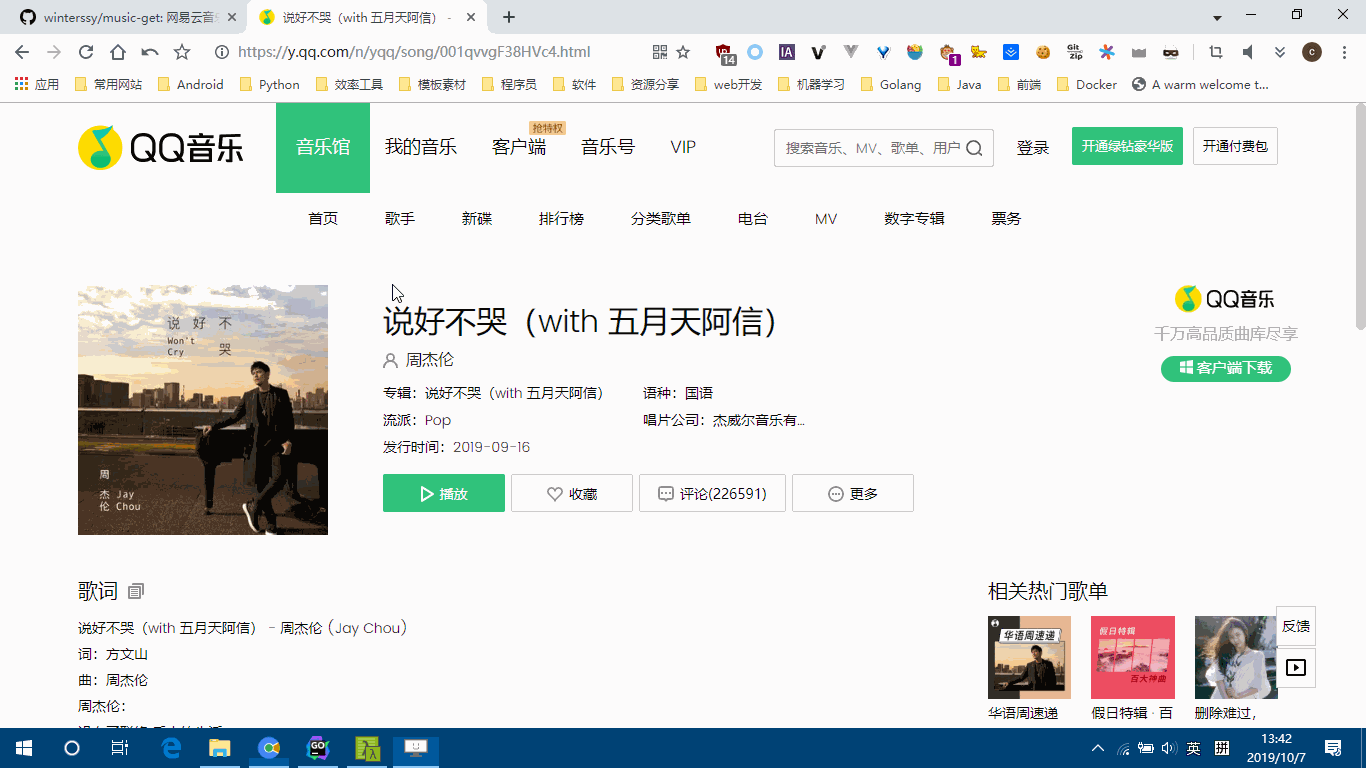 winterssy/music-get: 网易云音乐
说好不哭（with 五月天阿信） -
https://y.qq.com/n/yqq/song/001qvvgF38HVc4.html
14
IA
Git zip
1
c
应用 常用网站 Android Python 效率工具 模板素材 程序员 软件 资源分享 web开发 机器学习 Golang Java 前端 Docker A warm welcome t...
抢特权
QQ音乐 音乐馆 我的音乐 客户端 音乐号 VIP 搜索音乐、MV、歌单、用户 登录 开通绿钻豪华版 开通付费包
首页 歌手 新碟 排行榜 分类歌单 电台 MV 数字专辑 票务
说好不哭
Won't
Cry
周杰伦
Jay
Chou
说好不哭（with 五月天阿信）
周杰伦
专辑：说好不哭（with 五月天阿信） 语种：国语
流派：Pop 唱片公司：杰威尔音乐有...
发行时间：2019-09-16
播放 收藏 评论(226591) 更多
QQ音乐
千万高品质曲库尽享
客户端下载
歌词
说好不哭（with 五月天阿信） - 周杰伦（Jay Chou）
词：方文山
曲：周杰伦
周杰伦：
相关热门歌单
华语周速递
假日特辑
百大神曲
华语周速递 假日特辑 · 百 删除难过，
反馈
GO
英 拼
13:42
2019/10/7